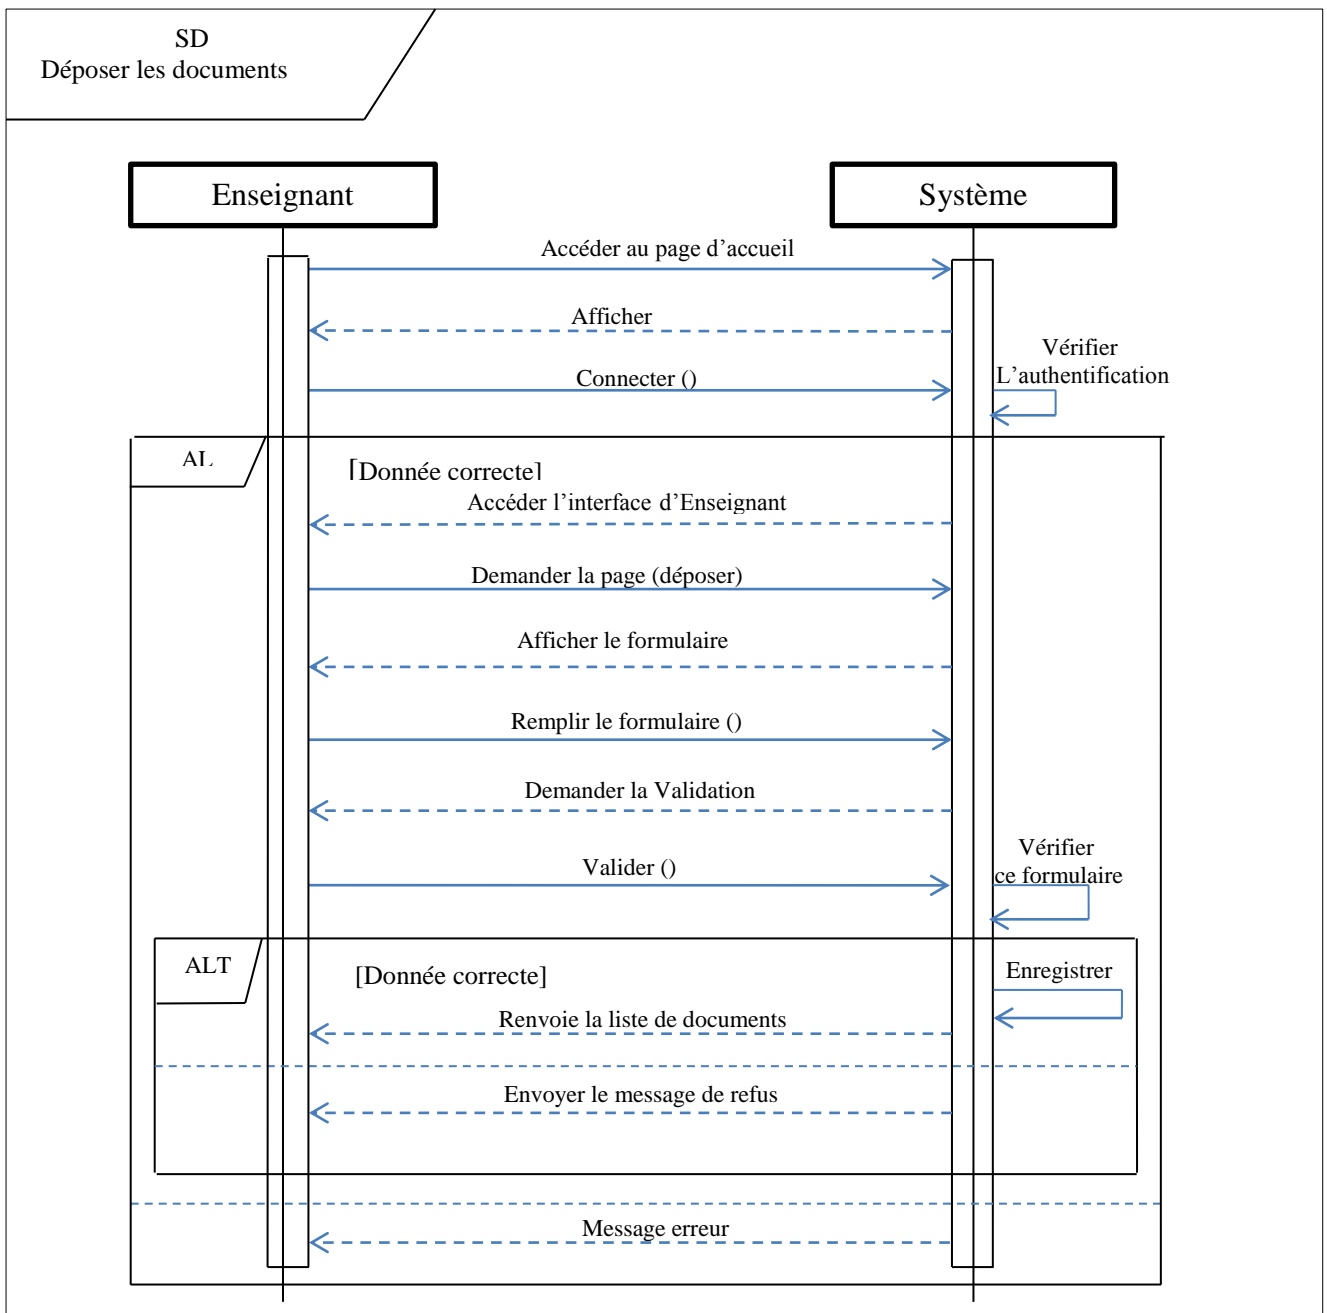 SD
Déposer les documents
Enseignant
Système
Accéder au page d’accueil
Afficher
Vérifier
L’authentification
Connecter ()
AL
[Donnée correcte]
Accéder l’interface d’Enseignant
Demander la page (déposer)
Afficher le formulaire
Remplir le formulaire ()
Demander la Validation
Vérifier
ce formulaire
Valider ()
ALT
[Donnée correcte]
Enregistrer
Renvoie la liste de documents
Envoyer le message de refus
Message erreur